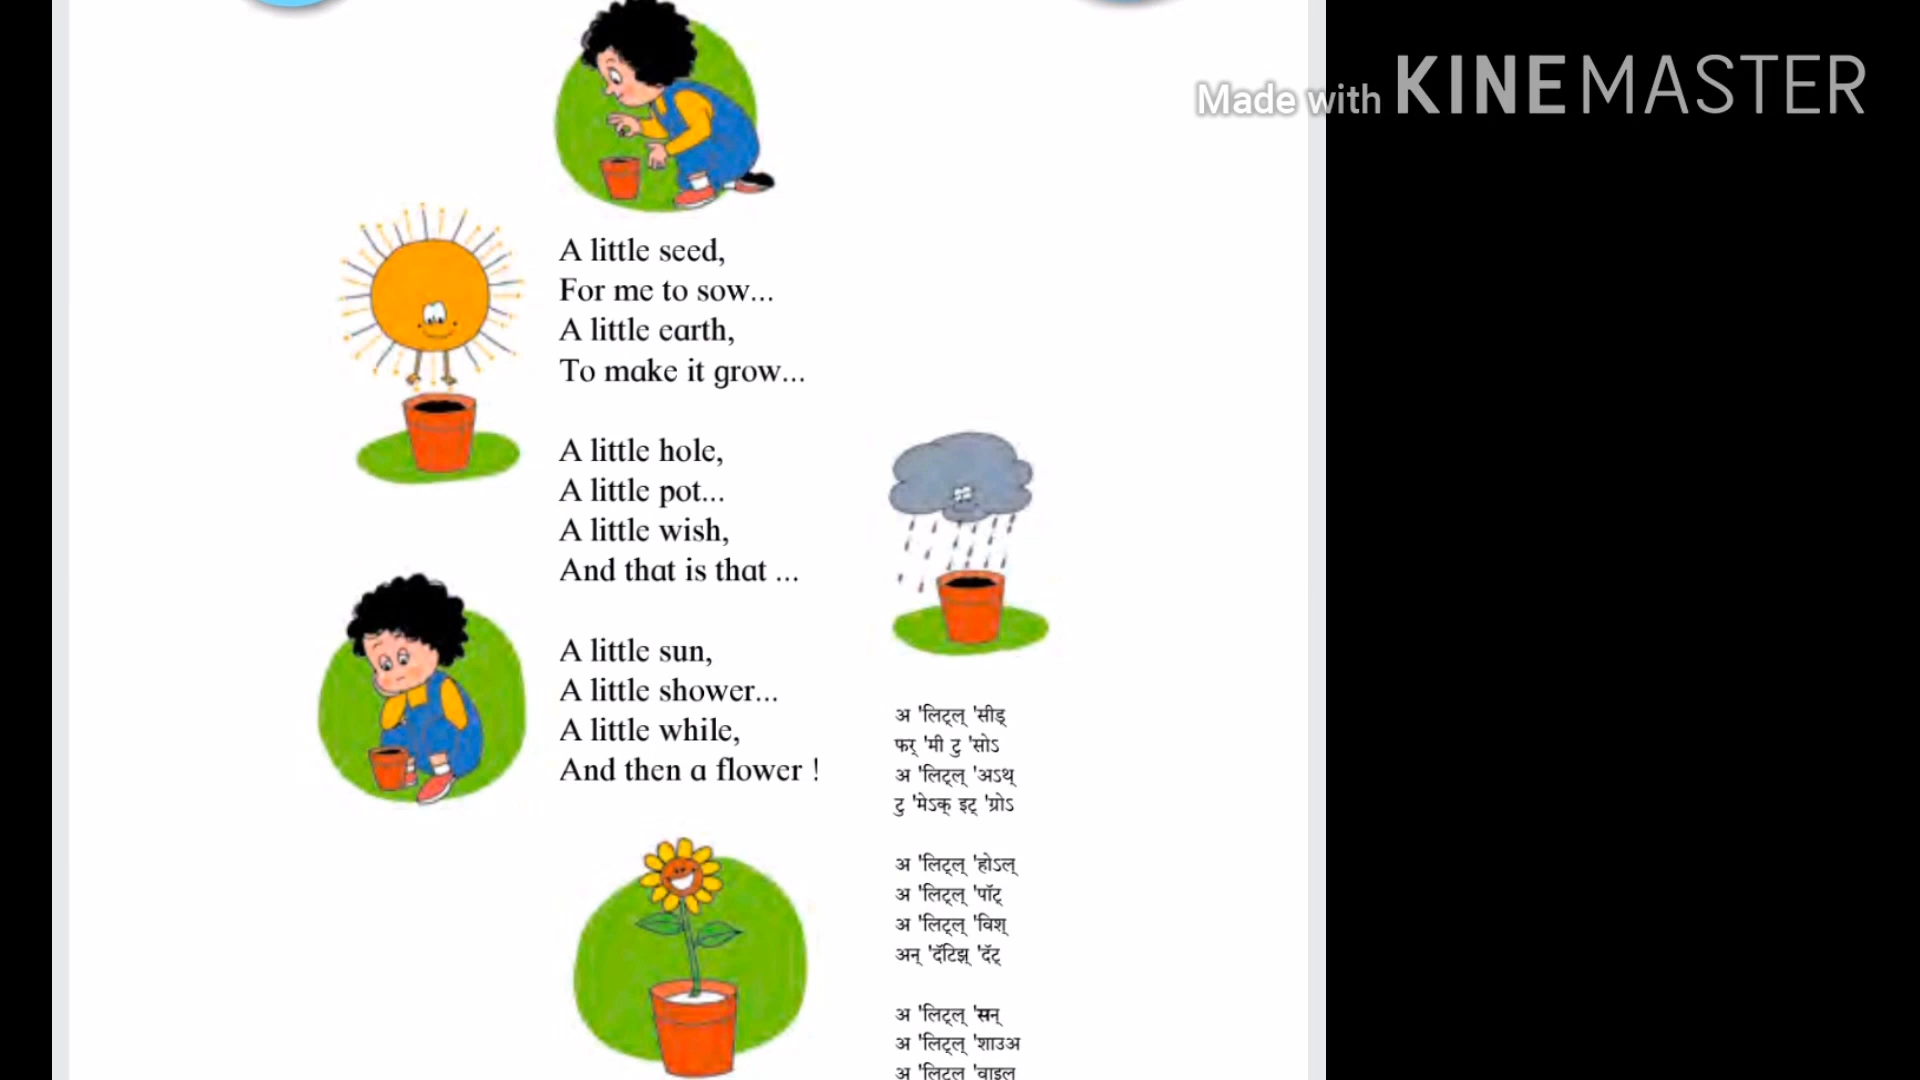 Made with KINEMASTER
A little seed,
For me to sow...
A little earth,
To make it grow...
A little hole,
A little pot...
A little wish,
And that is that ...
A little sun,
A little shower...
A little while,
And then a flower !
अ 'लिट्ल् 'सीड्
फर् 'मी टु 'सोऽ
अ 'लिट्ल् 'अऽथ्
टु 'मेऽक् इट् 'ग्रोऽ
अ 'लिट्ल् 'होऽल्
अ 'लिट्ल् 'पॉट्
अ 'लिट्ल् 'विश्
अन् 'दॅटिझ् 'दॅट्
अ 'लिट्ल् 'सन्
अ 'लिट्ल् 'शाउअ
अ 'लिट्ल् 'वाइल्